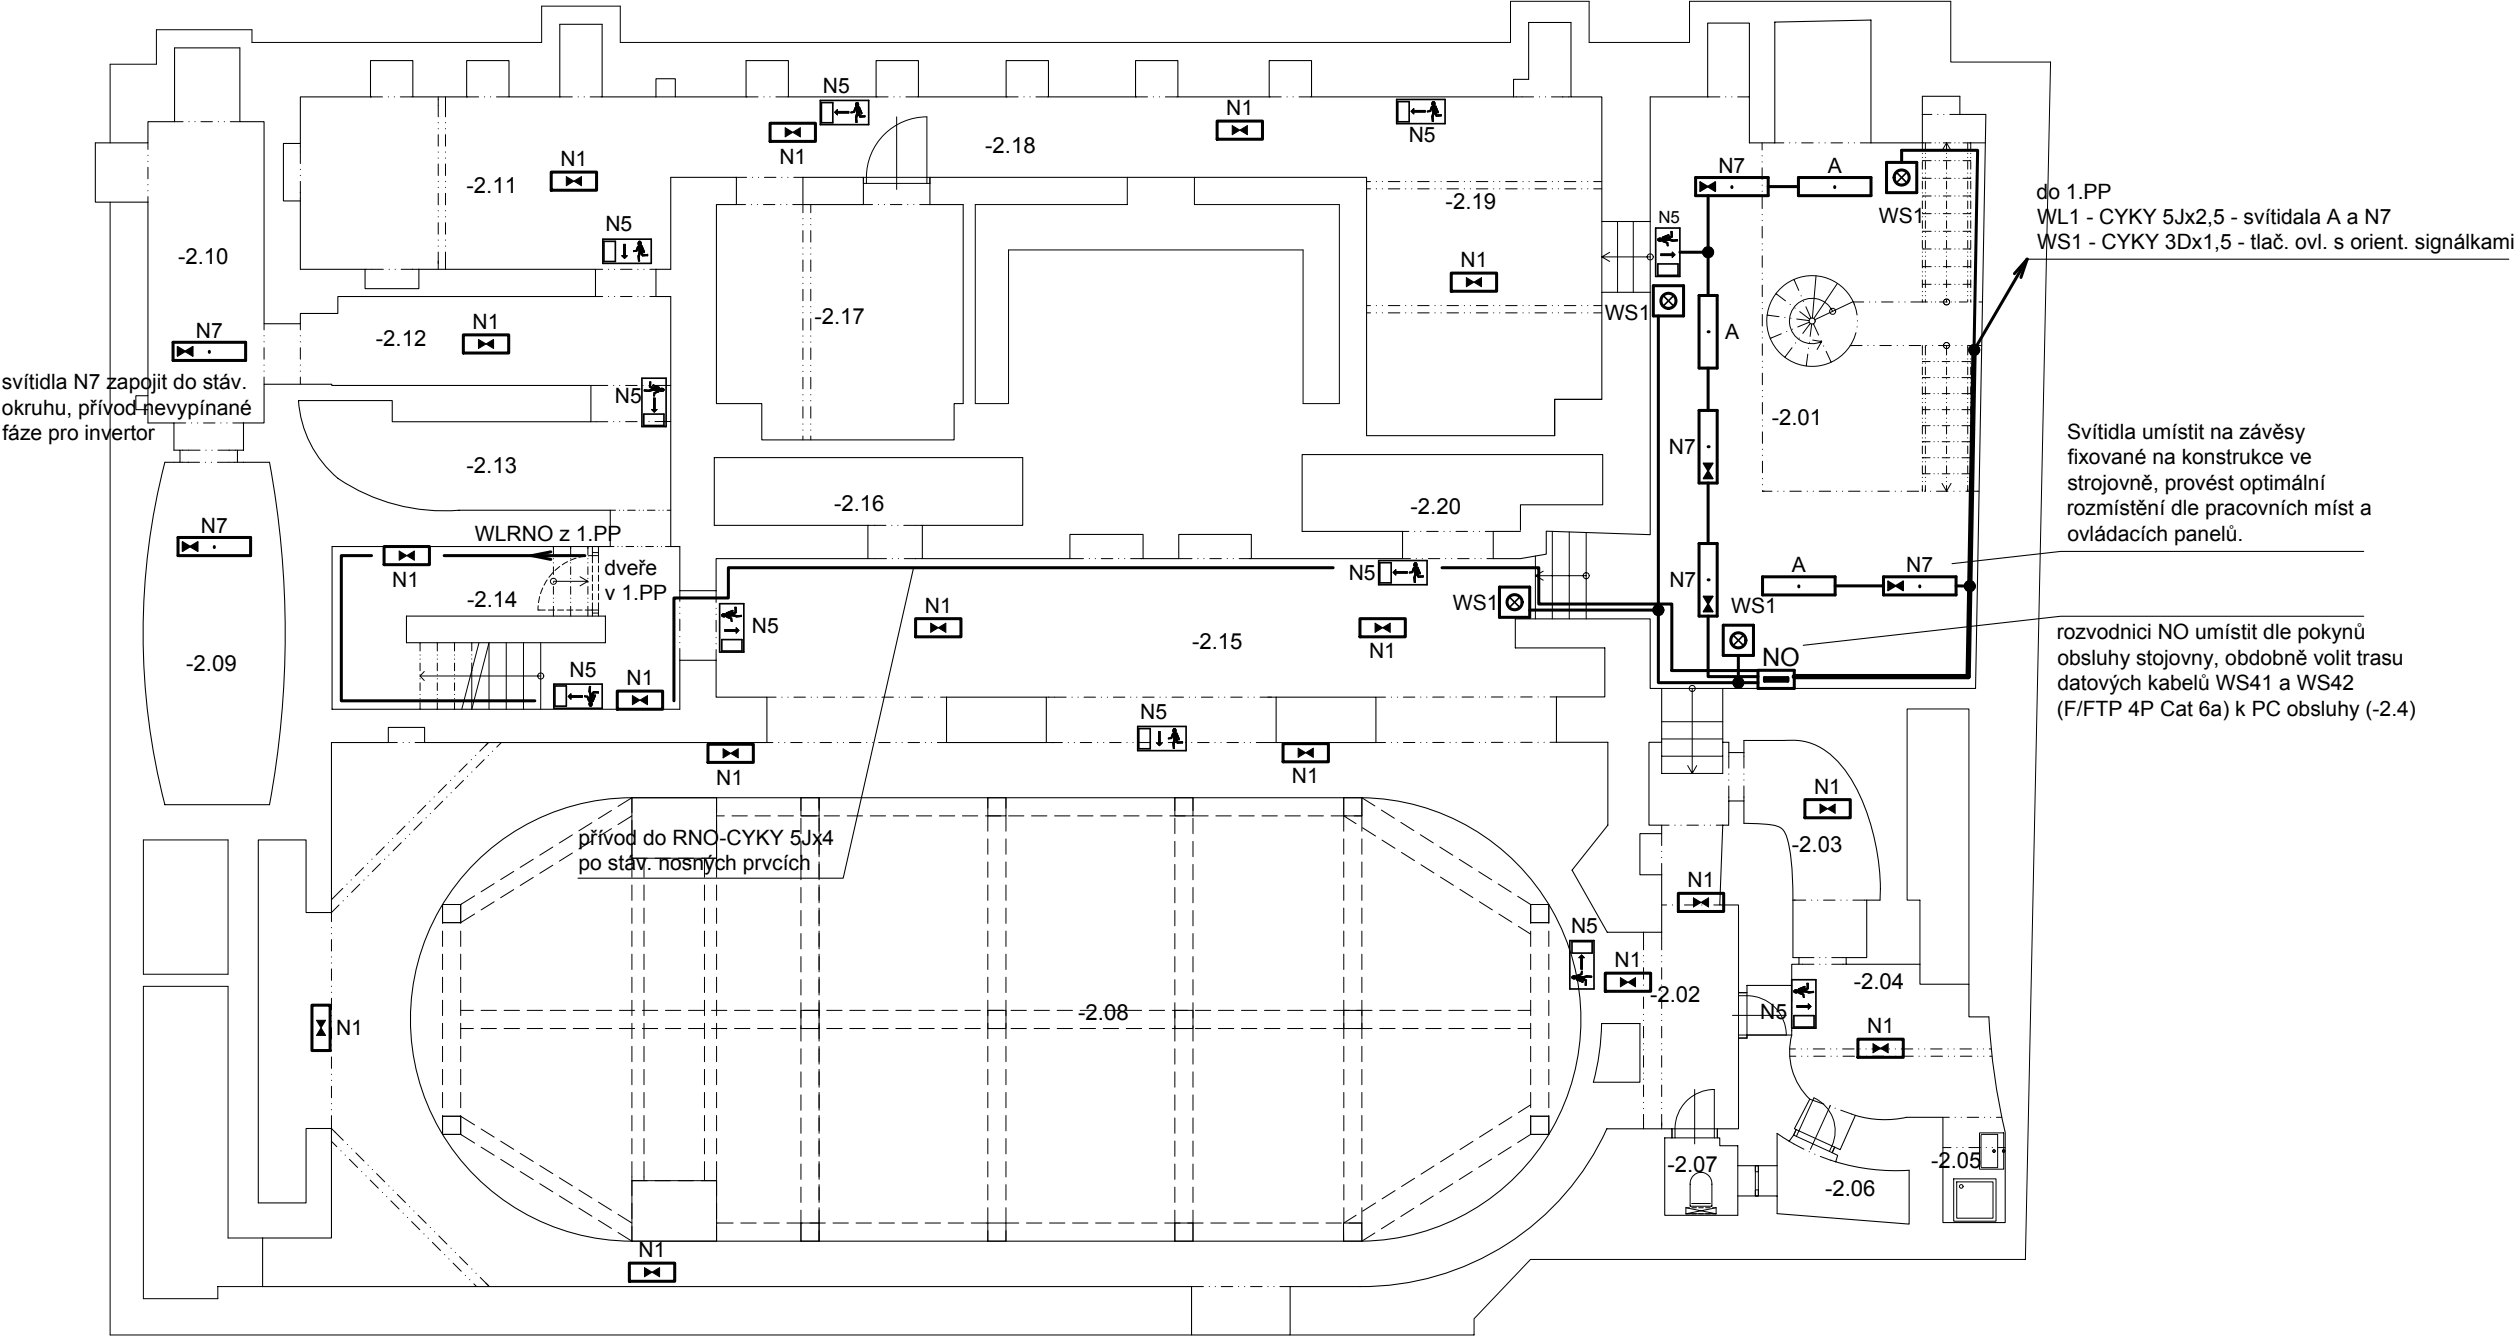 N5
N1
N1
N5
-2.18
N1
-2.11
N5
-2.10
N7
A
WS1
-2.19
N5
do 1.PP
WL1 - CYKY 5Jx2,5 - svítidala A a N7
WS1 - CYKY 3Dx1,5 - tlač. ovl. s orient. signálkami
N1
WS1
A
-2.17
N7
-2.12
N1
svítidla N7 zapojit do stáv.
okruhu, přívod nevypínané
fáze pro invertor
N5
-2.01
N7
-2.13
Svítidla umístit na závěsy
fixované na konstrukce ve
strojovně, provést optimální
rozmístění dle pracovních míst a
ovládacích panelů.
-2.16
-2.20
N7
WLRNO z 1.PP
N1
dveře
v 1.PP
-2.14
N5
N1
-2.15
N5
N1
WS1
N7
WS1
A
N7
NO
rozvodnici NO umístit dle pokynů
obsluhy stojovny, obdobně volit trasu
datových kabelů WS41 a WS42
(F/FTP 4P Cat 6a) k PC obsluhy (-2.4)
-2.09
N5
N1
N5
N1
N1
přívod do RNO-CYKY 5Jx4
po stáv. nosných prvcích
N1
-2.03
N1
N5
N1
-2.02
-2.04
N5
N1
N1
-2.08
-2.07
-2.05
-2.06
N1